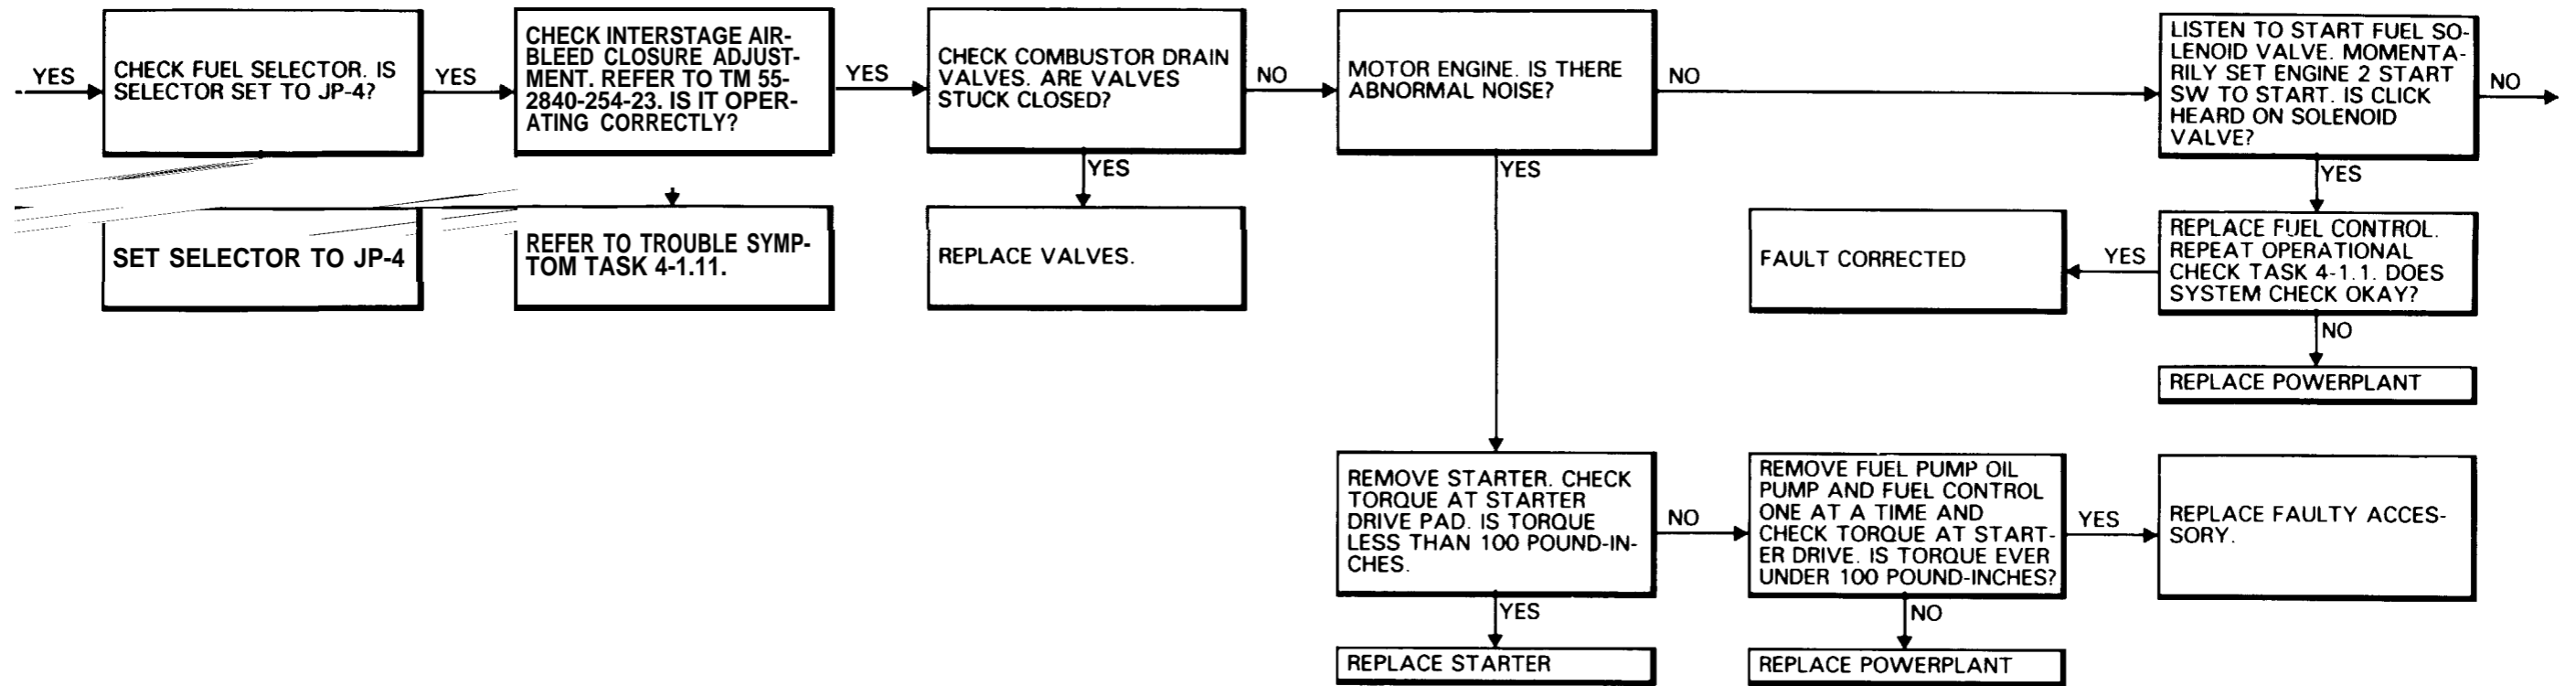 YES
CHECK FUEL SELECTOR. IS
SELECTOR SET TO JP-4?
YES
CHECK INTERSTAGE AIR-
BLEED CLOSURE ADJUST-
MENT. REFER TO TM 55-
2840-254-23. IS IT OPER-
ATING CORRECTLY?
YES
CHECK COMBUSTOR DRAIN
VALVES. ARE VALVES
STUCK CLOSED?
NO
MOTOR ENGINE. IS THERE
ABNORMAL NOISE?
NO
LISTEN TO START FUEL SO-
LENOID VALVE. MOMENTA-
RILY SET ENGINE 2 START
SW TO START. IS CLICK
HEARD ON SOLENOID
VALVE?
NO
YES
YES
YES
SET SELECTOR TO JP-4
REFER TO TROUBLE SYMP-
TOM TASK 4-1.11.
REPLACE VALVES.
FAULT CORRECTED
YES
REPLACE FUEL CONTROL.
REPEAT OPERATIONAL
CHECK TASK 4-1.1. DOES
SYSTEM CHECK OKAY?
NO
REPLACE POWERPLANT
REMOVE STARTER. CHECK
TORQUE AT STARTER
DRIVE PAD. IS TORQUE
LESS THAN 100 POUND-IN-
CHES.
NO
REMOVE FUEL PUMP OIL
PUMP AND FUEL CONTROL
ONE AT A TIME AND
CHECK TORQUE AT START-
ER DRIVE. IS TORQUE EVER
UNDER 100 POUND-INCHES?
YES
REPLACE FAULTY ACCES-
SORY.
YES
NO
REPLACE STARTER
REPLACE POWERPLANT